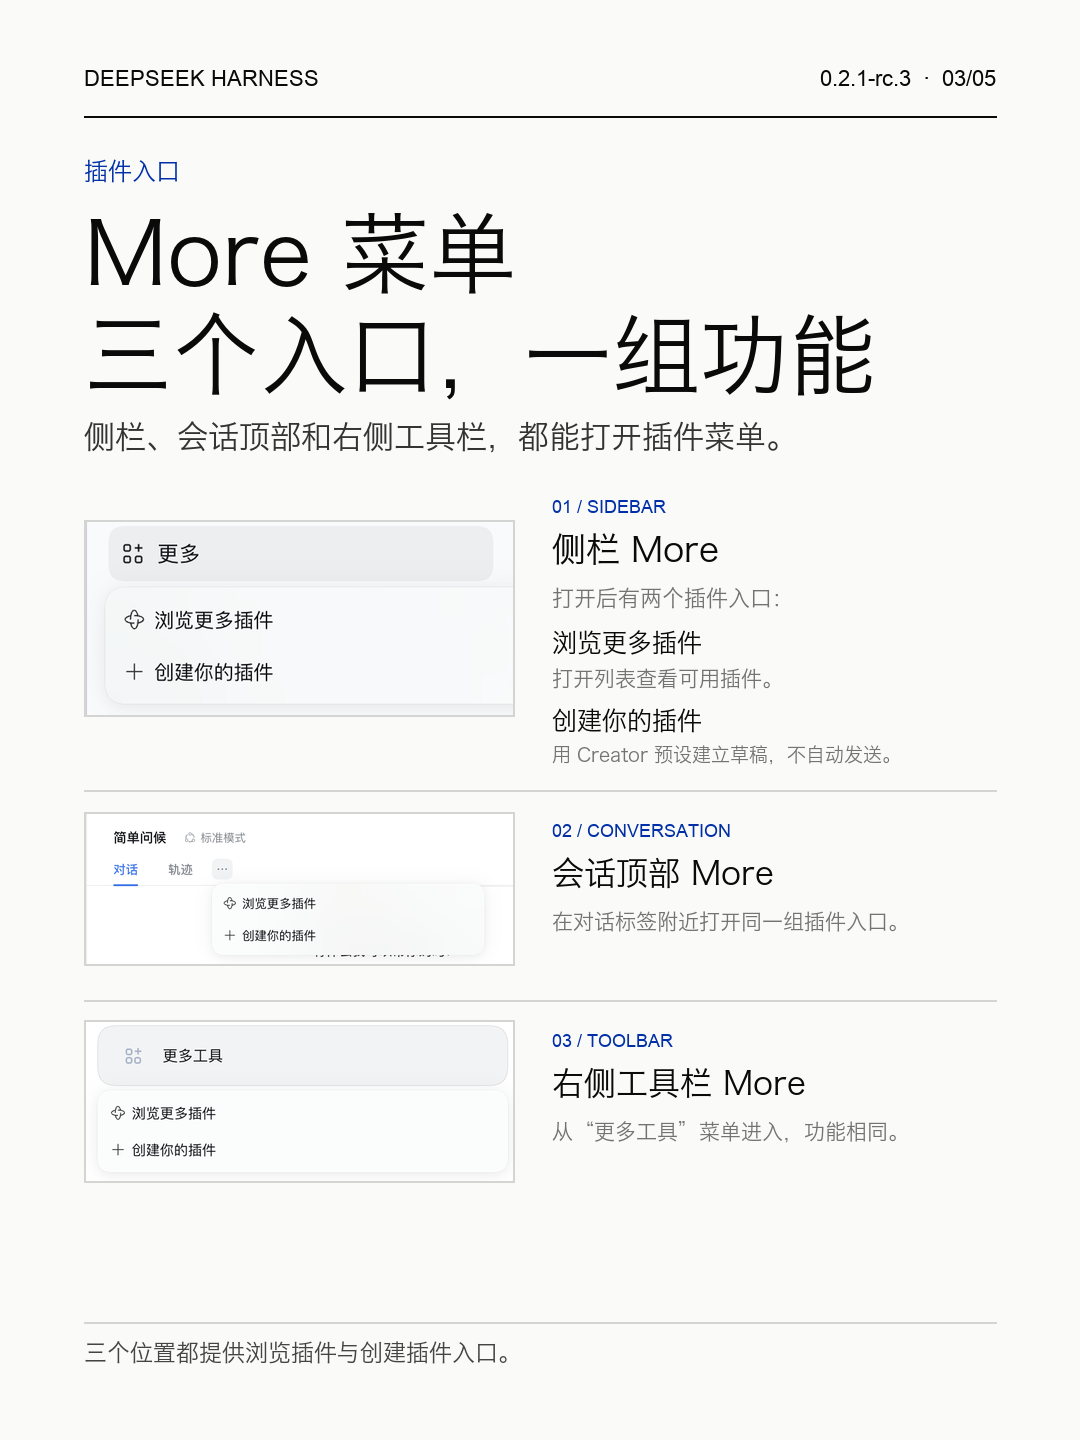 DEEPSEEK HARNESS
0.2.1-rc.3 · 03/05
插件入口
More 菜单
三个入口，一组功能
侧栏、会话顶部和右侧工具栏，都能打开插件菜单。
更多
浏览更多插件
创建你的插件
01 / SIDEBAR
侧栏 More
打开后有两个插件入口：
浏览更多插件
打开列表查看可用插件。
创建你的插件
用 Creator 预设建立草稿，不自动发送。
简单问候 标准模式
对话 轨迹 ···
浏览更多插件
创建你的插件
02 / CONVERSATION
会话顶部 More
在对话标签附近打开同一组插件入口。
更多工具
浏览更多插件
创建你的插件
03 / TOOLBAR
右侧工具栏 More
从“更多工具”菜单进入，功能相同。
三个位置都提供浏览插件与创建插件入口。